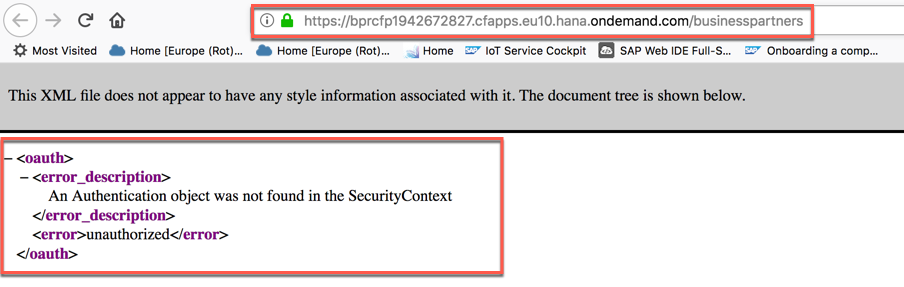 https://bprcfp1942672827.cfapps.eu10.hana.ondemand.com/businesspartners
Most Visited Home [Europe (Rot... Home [Europe (Rot... Home IoT Service Cockpit SAP Web IDE Full-S... Onboarding a comp...
This XML file does not appear to have any style information associated with it. The document tree is shown below.
– <oauth>
– <error_description>
An Authentication object was not found in the SecurityContext
</error_description>
<error>unauthorized</error>
</oauth>